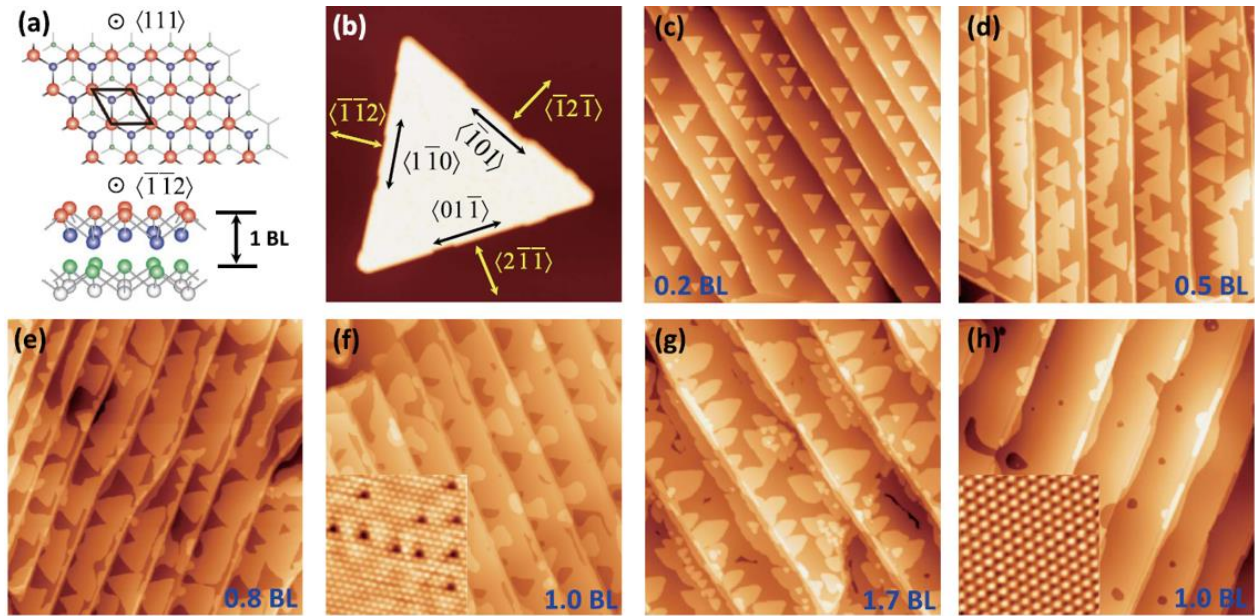 (a)
⊙ ⟨111⟩
⊙ ⟨1̅1̅2⟩
1 BL
(b)
⟨1̅1̅2⟩
⟨1̅21̅⟩
⟨11̅0⟩
⟨1̅01⟩
⟨011̅⟩
⟨21̅1̅⟩
(c)
0.2 BL
(d)
0.5 BL
(e)
0.8 BL
(f)
1.0 BL
(g)
1.7 BL
(h)
1.0 BL